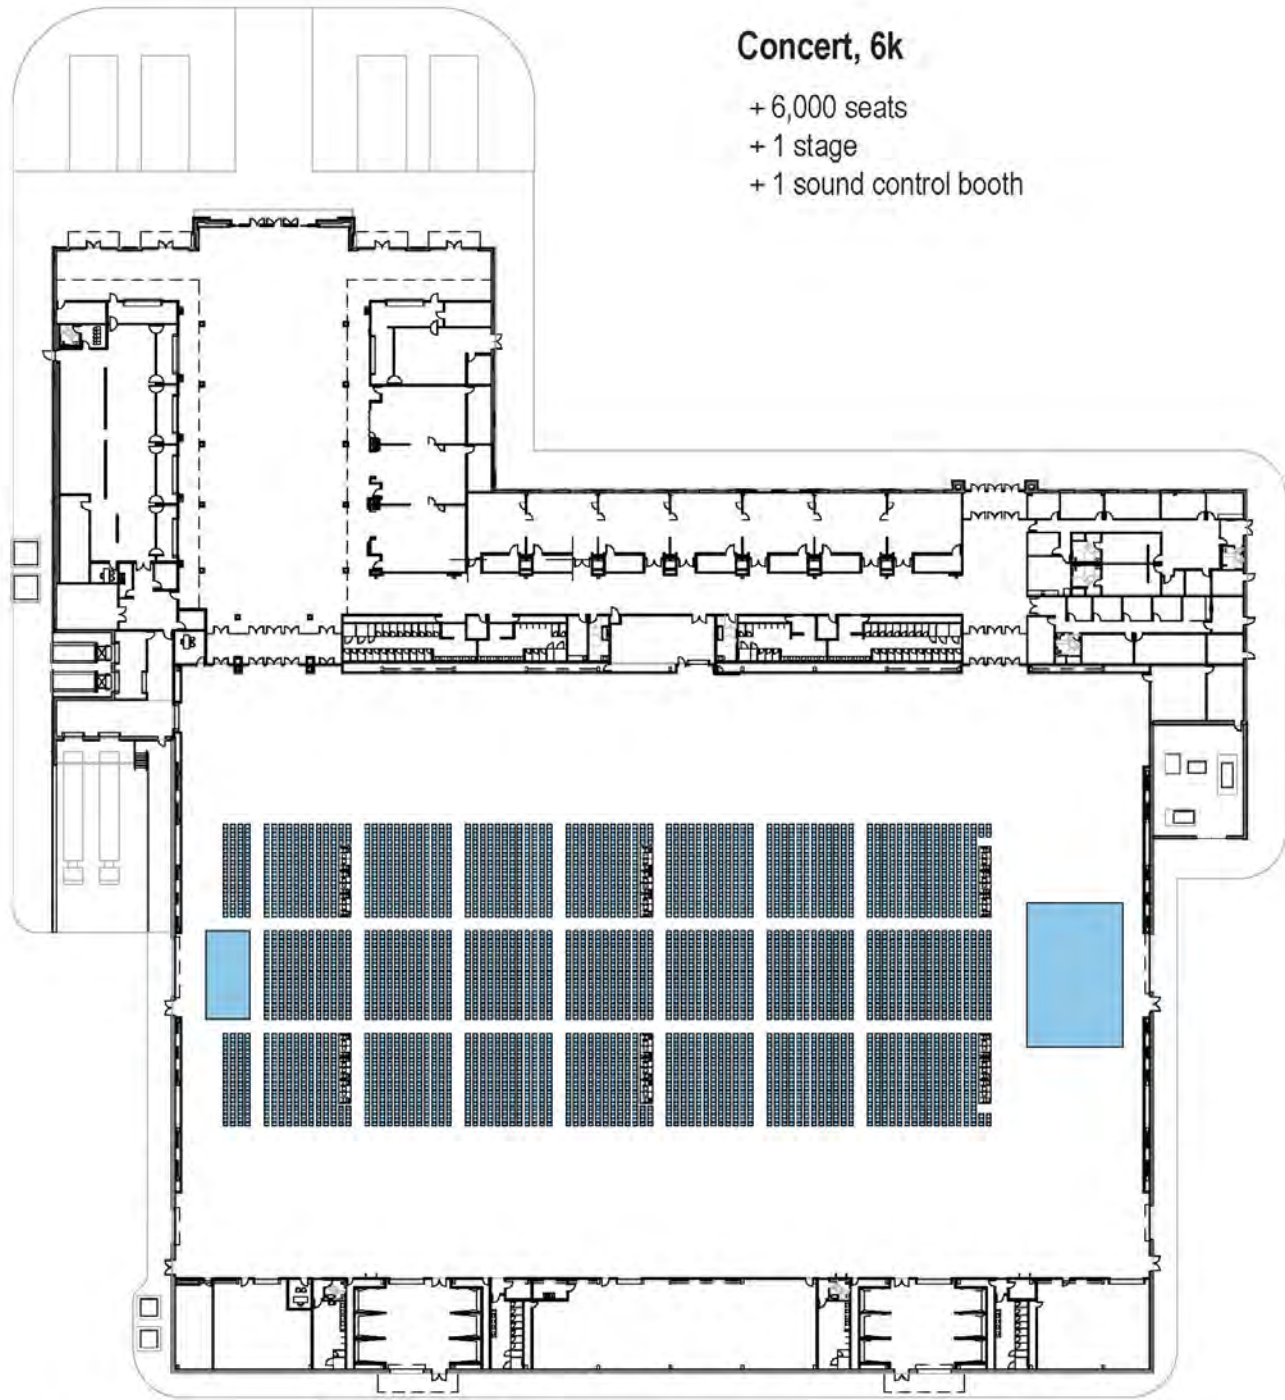 Concert, 6k
+ 6,000 seats
+ 1 stage
+ 1 sound control booth